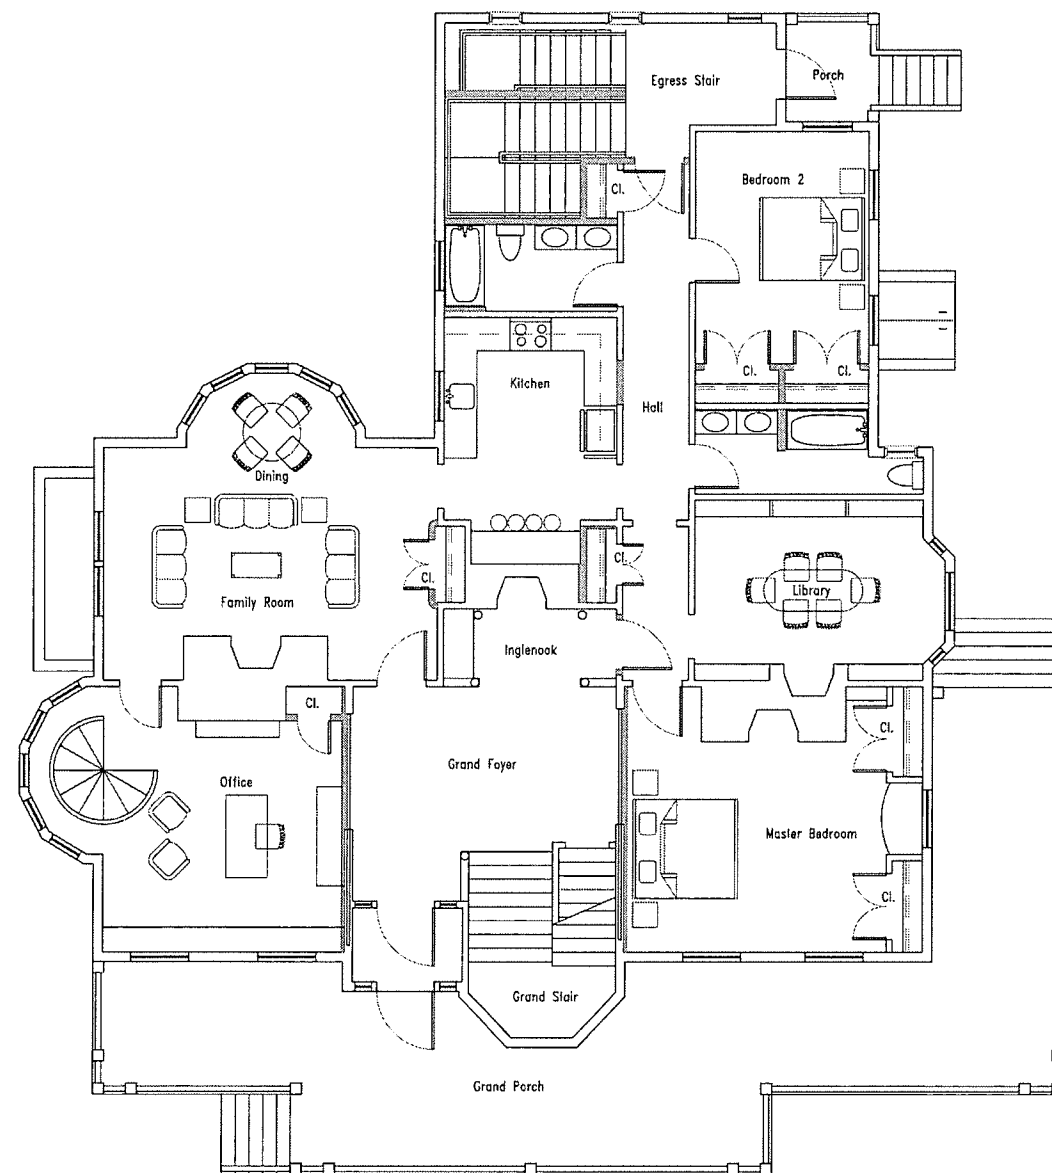 Egress Stair
Porch
Bedroom 2
Cl.
Cl.
Cl.
Kitchen
Hall
Dining
Cl.
Cl.
Library
Family Room
Inglenook
Cl.
Cl.
Grand Foyer
Office
Master Bedroom
Cl.
Grand Stair
Grand Porch